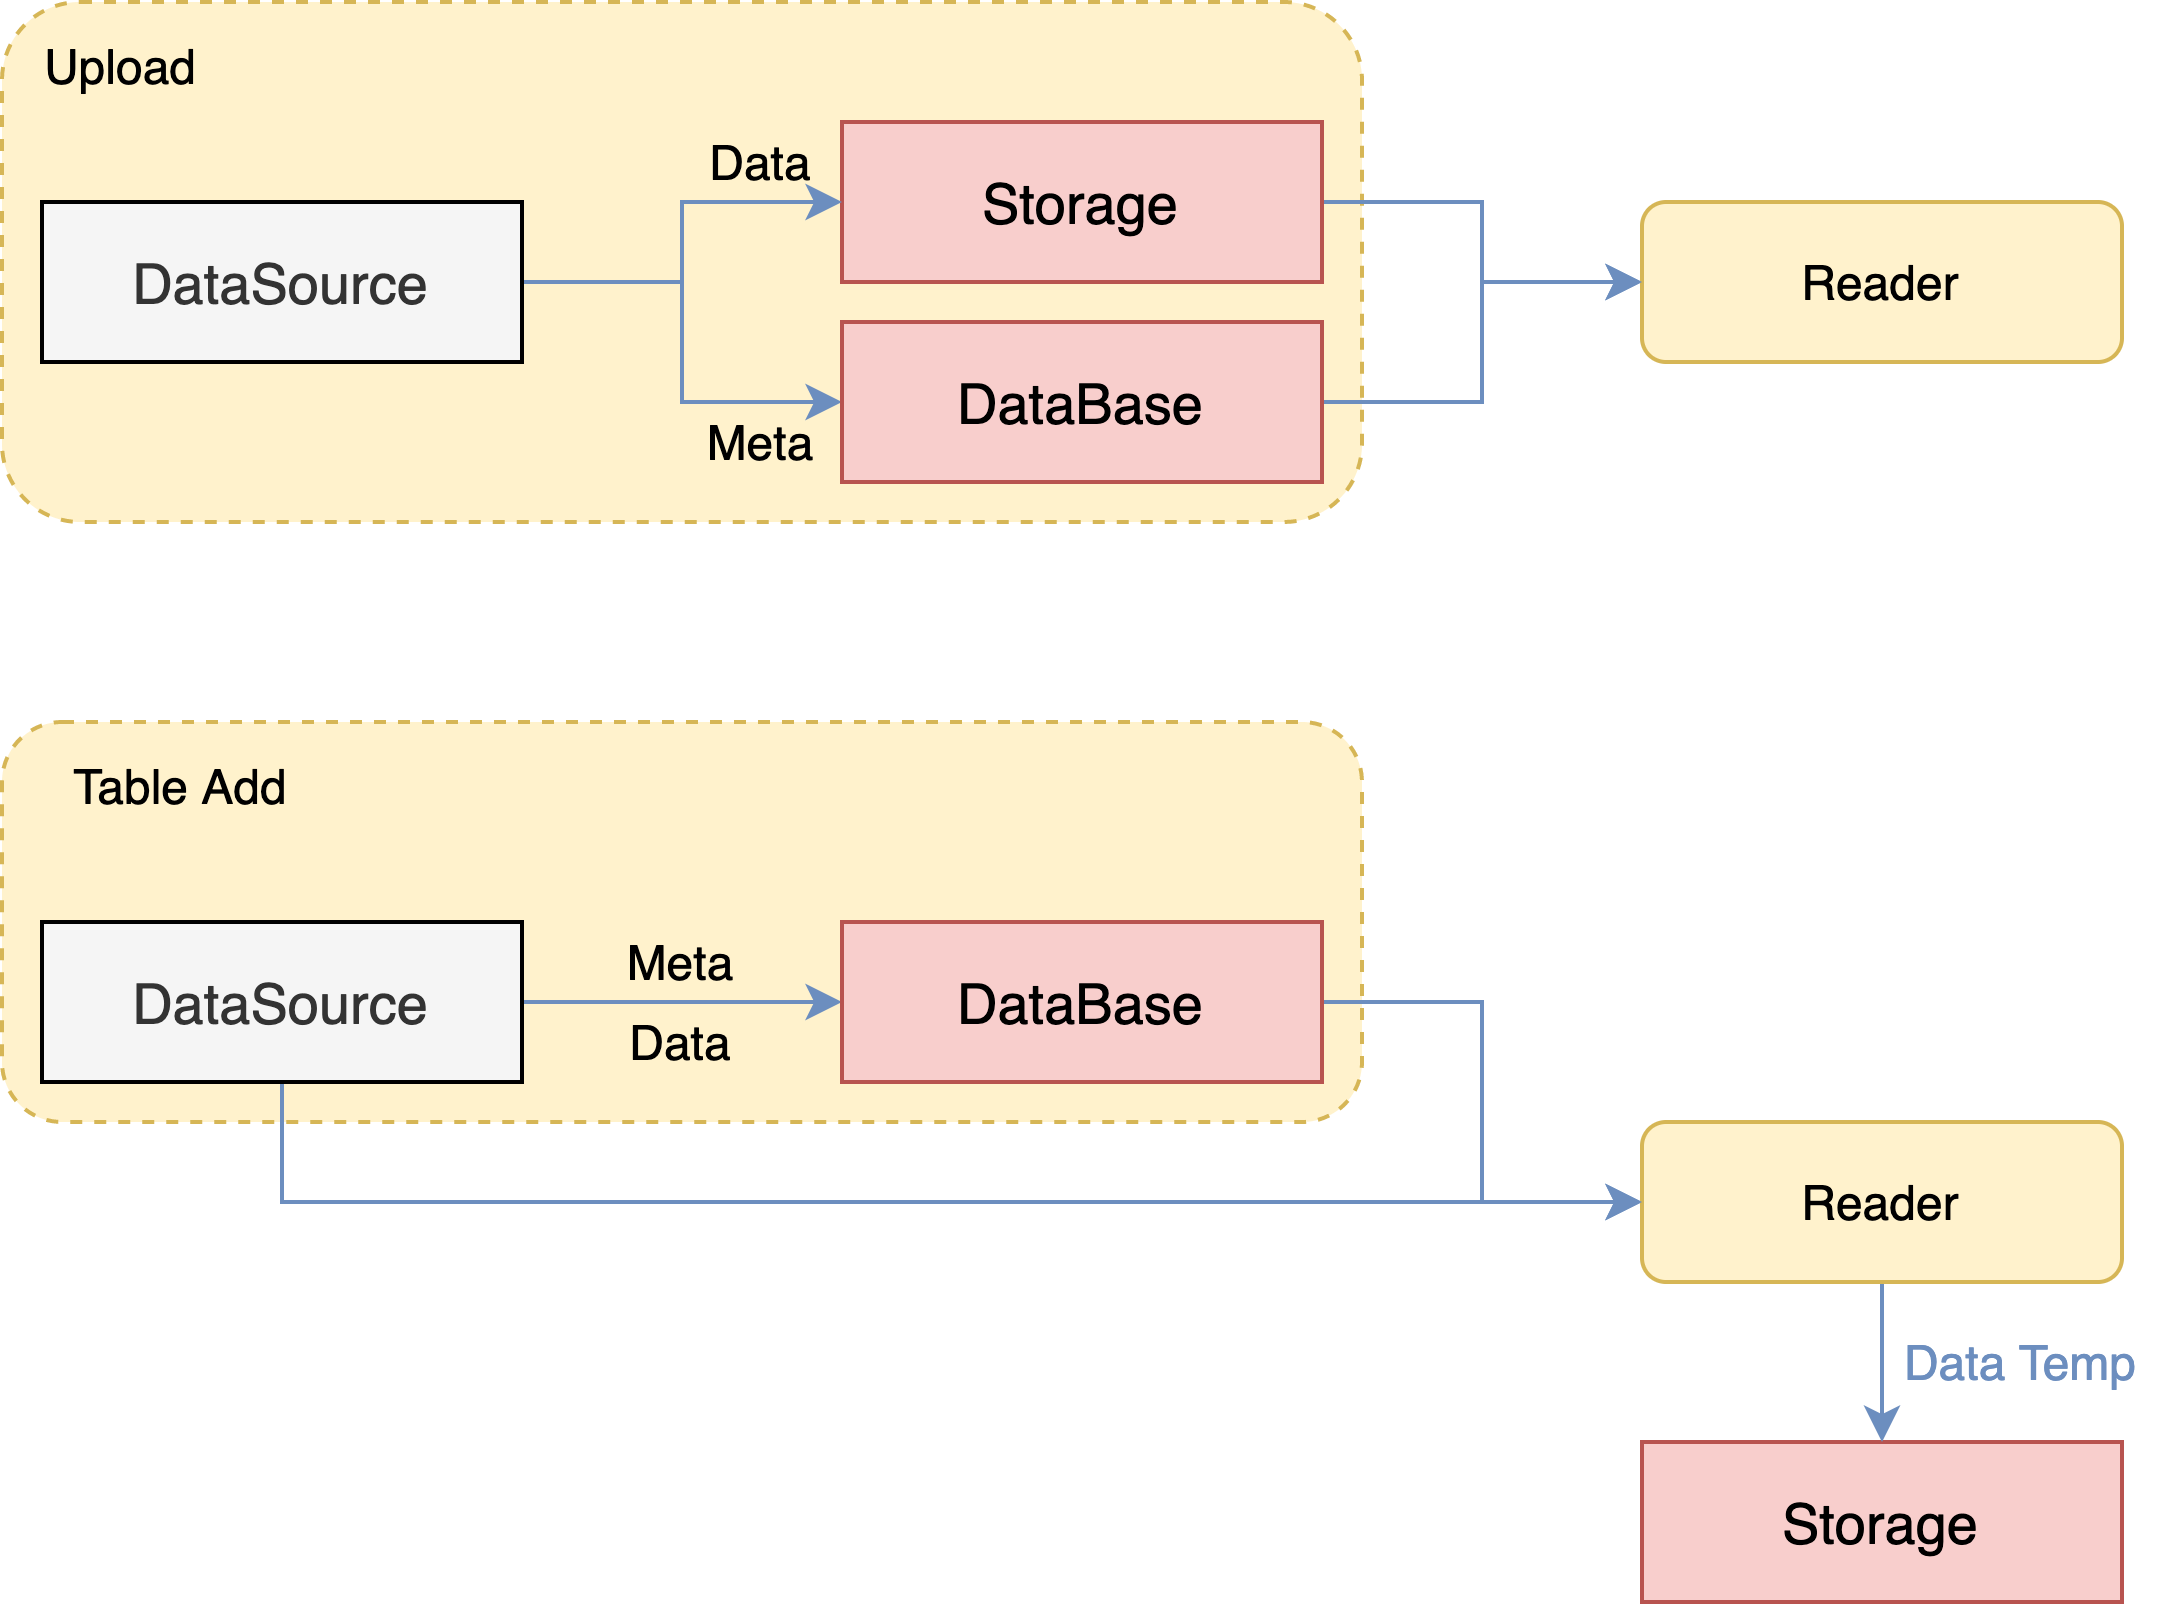 Upload
Data
Storage
DataSource
Reader
DataBase
Meta
Table Add
Meta
DataSource
DataBase
Data
Reader
Data Temp
Storage